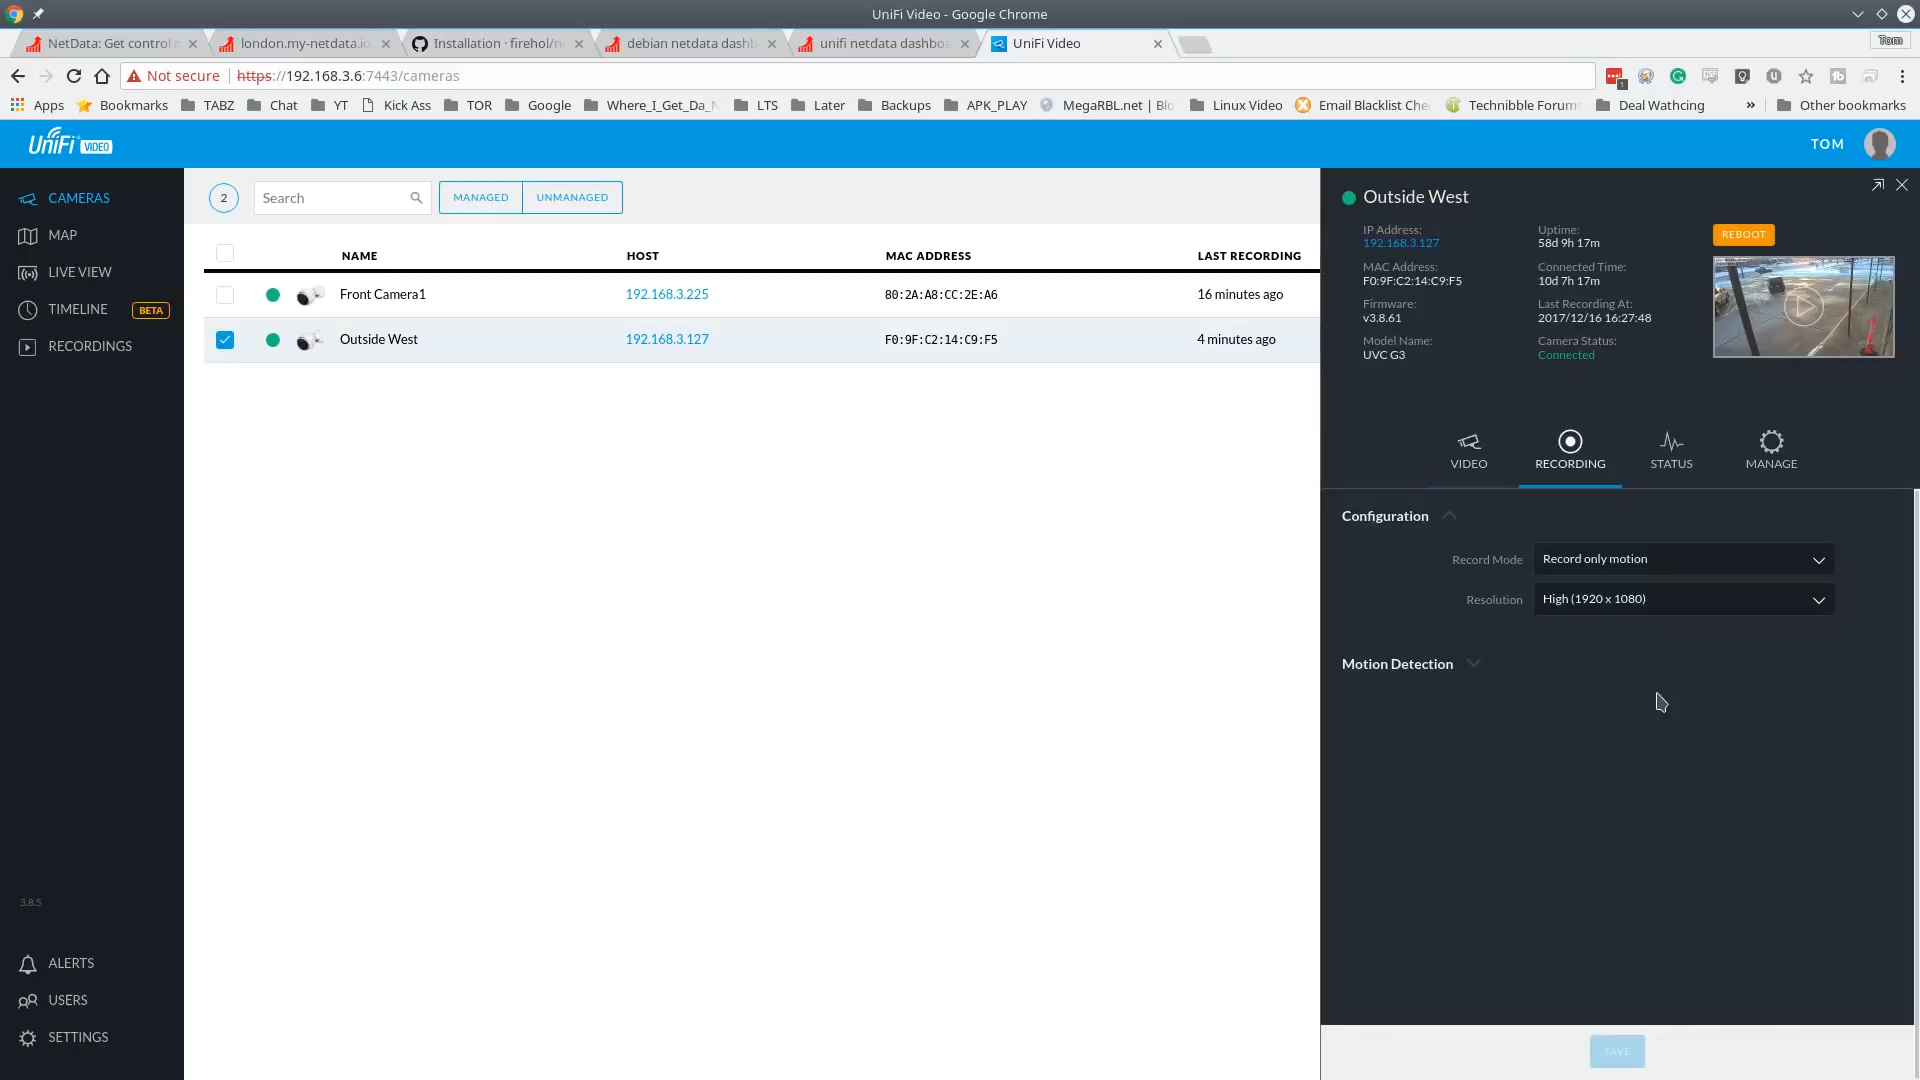 UniFi Video - Google Chrome
NetData: Get control
london.my-netdata.io
Installation · firehol/n
debian netdata dashb
unifi netdata dashboa
UniFi Video
Tom
Not secure https://192.168.3.6:7443/cameras
Apps Bookmarks TABZ Chat YT Kick Ass TOR Google Where_I_Get_Da_ LTS Later Backups APK_PLAY MegaRBL.net | Blo Linux Video Email Blacklist Che Technibble Forum Deal Wathcing » Other bookmarks
UniFi VIDEO
TOM
CAMERAS
MAP
LIVE VIEW
TIMELINE BETA
RECORDINGS
3.8.5
ALERTS
USERS
SETTINGS
2 Search MANAGED UNMANAGED
NAME HOST MAC ADDRESS LAST RECORDING
Front Camera1 192.168.3.225 80:2A:A8:CC:2E:A6 16 minutes ago
Outside West 192.168.3.127 F0:9F:C2:14:C9:F5 4 minutes ago
Outside West
IP Address:
192.168.3.127
MAC Address:
F0:9F:C2:14:C9:F5
Firmware:
v3.8.61
Model Name:
UVC G3
Uptime:
58d 9h 17m
Connected Time:
10d 7h 17m
Last Recording At:
2017/12/16 16:27:48
Camera Status:
Connected
REBOOT
VIDEO RECORDING STATUS MANAGE
Configuration
Record Mode Record only motion
Resolution High (1920 x 1080)
Motion Detection
SAVE